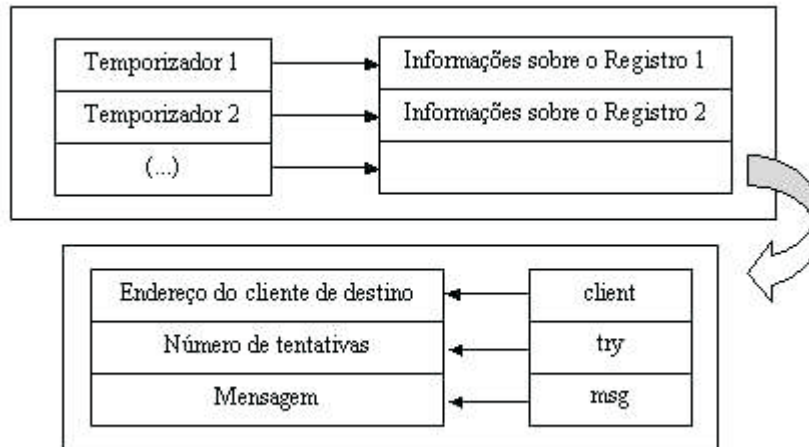 Temporizador 1
Informações sobre o Registro 1
Temporizador 2
Informações sobre o Registro 2
(...)
Endereço do cliente de destino
client
Número de tentativas
try
Mensagem
msg